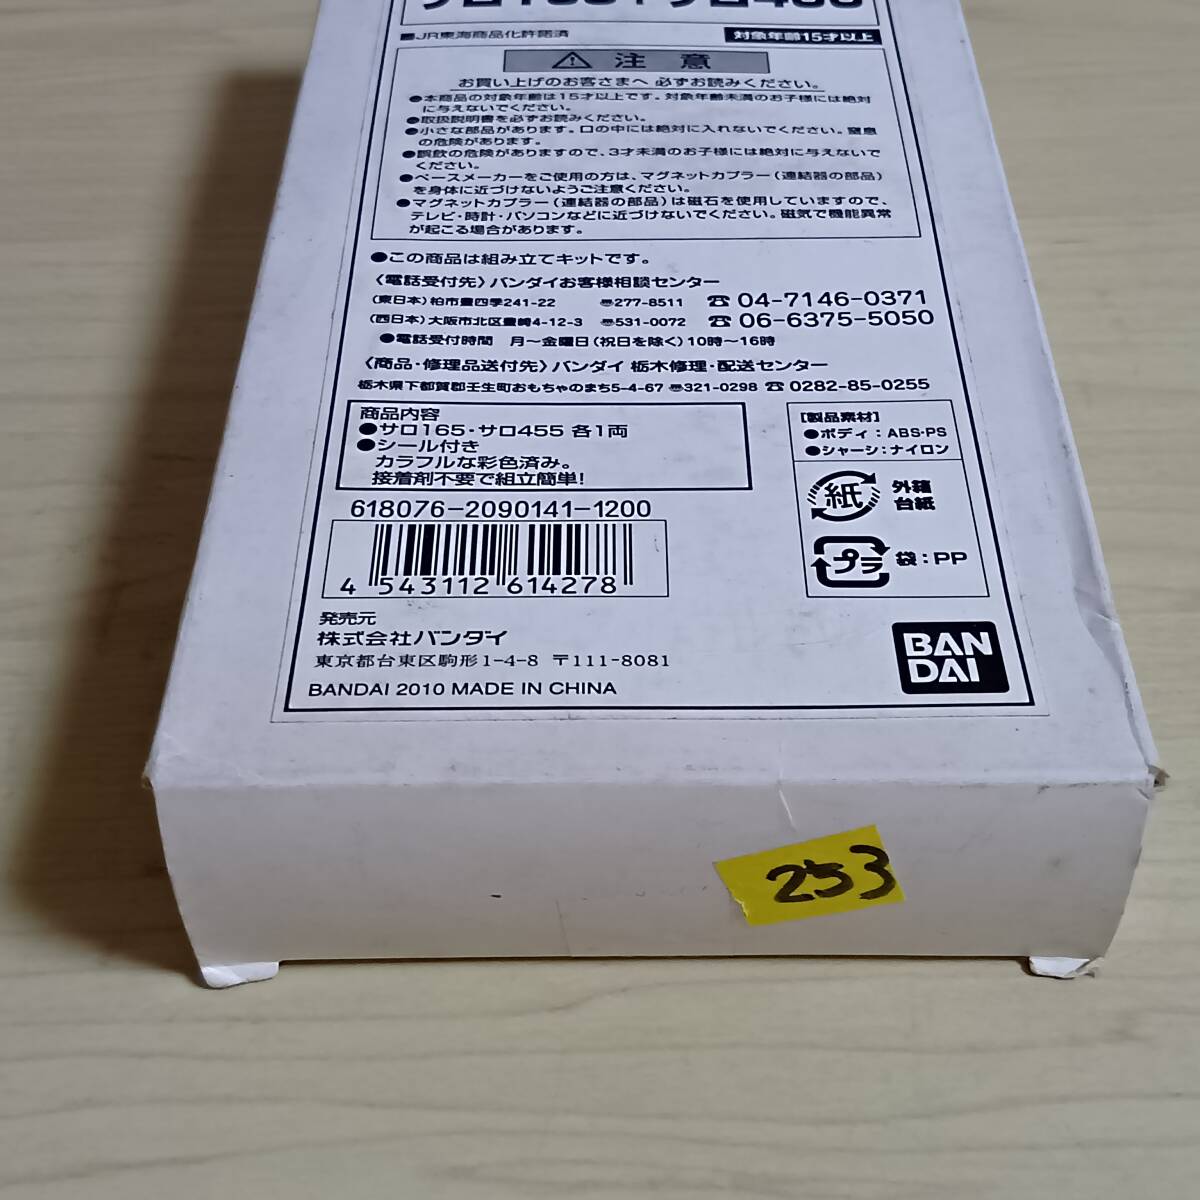 ■JR東海商品化許諾済
対象年齢15才以上
⚠注意
お買い上げのお客さまへ 必ずお読みください。
●本商品の対象年齢は15才以上です。対象年齢未満のお子様には絶対
に与えないでください。
●取扱説明書を必ずお読みください。
●小さな部品があります。口の中には絶対に入れないでください。窒息
の危険があります。
●誤飲の危険がありますので、3才未満のお子様には絶対に与えないで
ください。
●ペースメーカーをご使用の方は、マグネットカプラー(連結器の部品)
を身体に近づけないようご注意ください。
●マグネットカプラー(連結器の部品)は磁石を使用していますので、
テレビ・時計・パソコンなどに近づけないでください。磁気で機能異常
が起こる場合があります。
●この商品は組み立てキットです。
〈電話受付先〉バンダイお客様相談センター
(東日本)柏市豊四季241-22 〒277-8511 ☎04-7146-0371
(西日本)大阪市北区豊崎4-12-3 〒531-0072 ☎06-6375-5050
●電話受付時間 月〜金曜日(祝日を除く)10時〜16時
〈商品・修理品送付先〉バンダイ 栃木修理・配送センター
栃木県下都賀郡壬生町おもちゃのまち5-4-67 〒321-0298 ☎0282-85-0255
商品内容
●サロ165・サロ455 各1両
●シール付き
カラフルな彩色済み。
接着剤不要で組立簡単!
[製品素材]
●ボディ:ABS・PS
●シャーシ:ナイロン
紙 外箱
台紙
プラ 袋:PP
618076-2090141-1200
4 543112 614278
発売元
株式会社バンダイ
東京都台東区駒形1-4-8 〒111-8081
BANDAI 2010 MADE IN CHINA
BAN
DAI
253